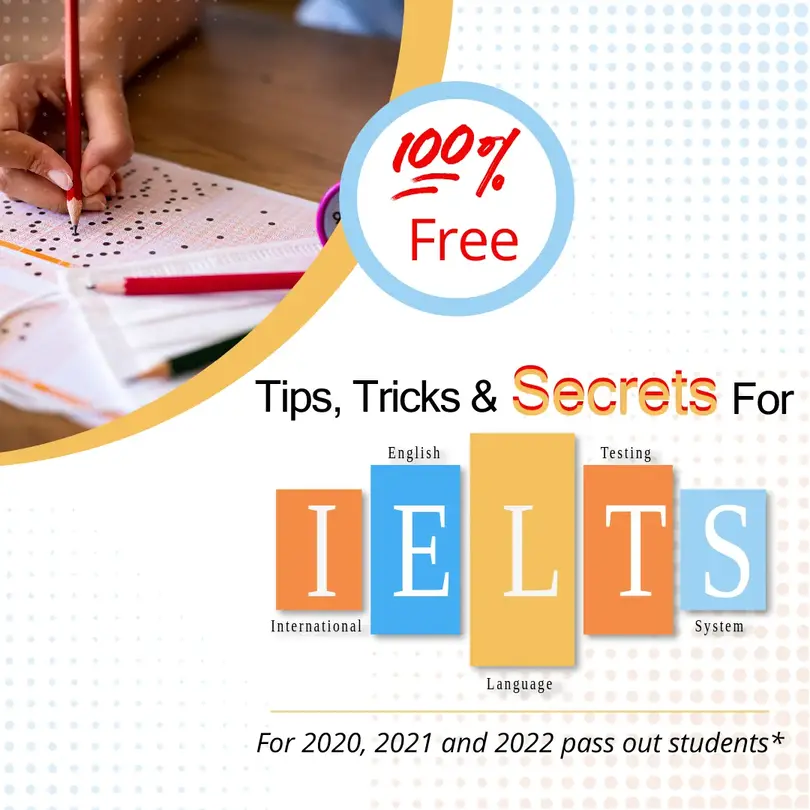 100%
Free
Tips, Tricks & Secrets For
English
Testing
IELTS
International
System
Language
For 2020, 2021 and 2022 pass out students*